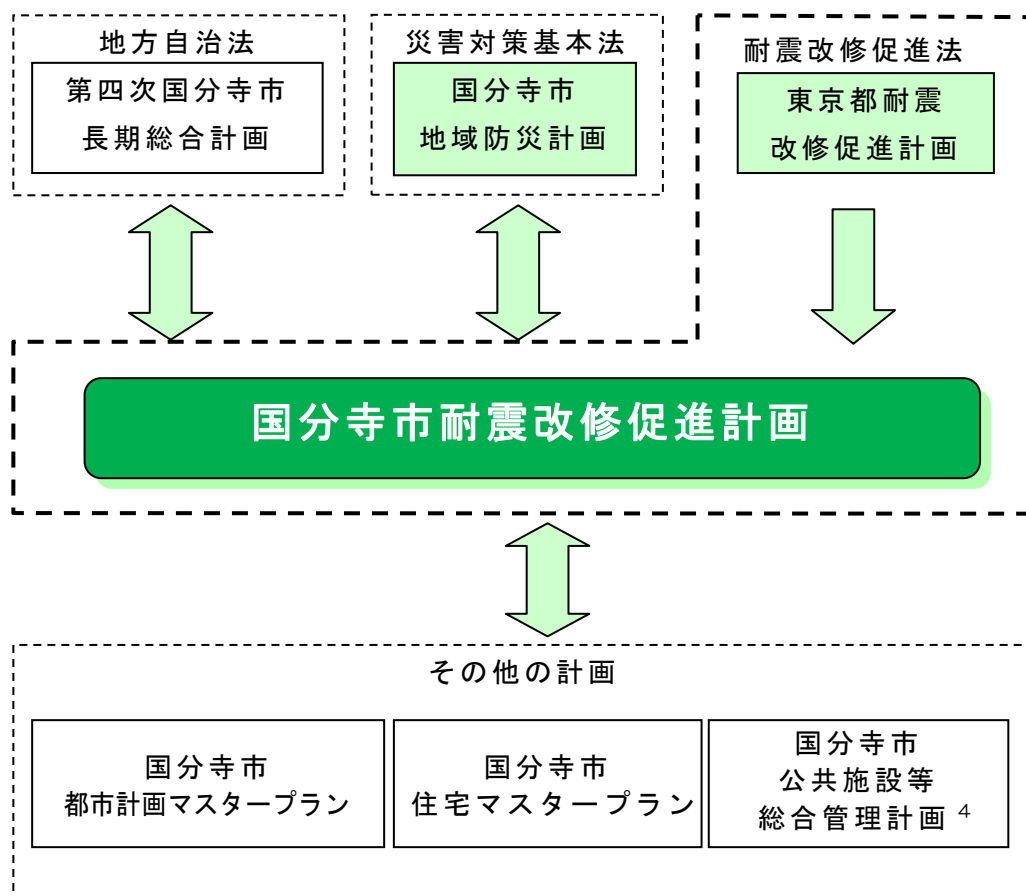 地方自治法
第四次国分寺市
長期総合計画
災害対策基本法
国分寺市
地域防災計画
耐震改修促進法
東京都耐震
改修促進計画
国分寺市耐震改修促進計画
その他の計画
国分寺市
都市計画マスタープラン
国分寺市
住宅マスタープラン
国分寺市
公共施設等
総合管理計画 4